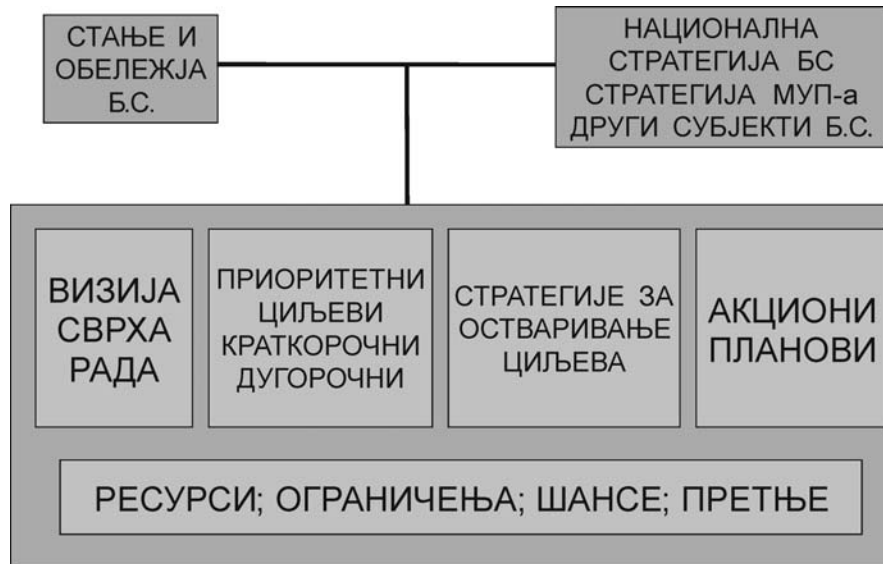 СТАЊЕ И
ОБЕЛЕЖЈА
Б.С.
НАЦИОНАЛНА
СТРАТЕГИЈА БС
СТРАТЕГИЈА МУП-а
ДРУГИ СУБЈЕКТИ Б.С.
ВИЗИЈА
СВРХА
РАДА
ПРИОРИТЕТНИ
ЦИЉЕВИ
КРАТКОРОЧНИ
ДУГОРОЧНИ
СТРАТЕГИЈЕ ЗА
ОСТВАРИВАЊЕ
ЦИЉЕВА
АКЦИОНИ
ПЛАНОВИ
РЕСУРСИ; ОГРАНИЧЕЊА; ШАНСЕ; ПРЕТЊЕ